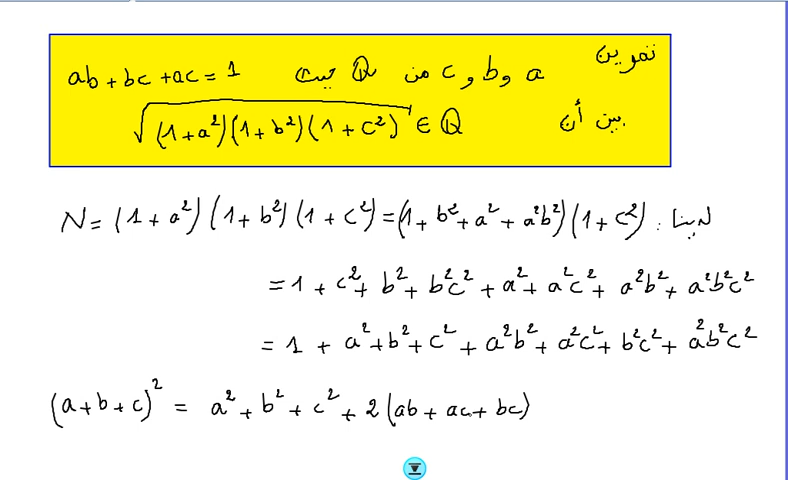 تمرين
a و b و c من Q حيث ab + bc + ac = 1
بين أن √((1+a²)(1+b²)(1+c²)) ∈ Q
لدينا : N = (1+a²)(1+b²)(1+c²) = (1+b²+a²+a²b²)(1+c²)
= 1 + c² + b² + b²c² + a² + a²c² + a²b² + a²b²c²
= 1 + a² + b² + c² + a²b² + a²c² + b²c² + a²b²c²
(a+b+c)² = a² + b² + c² + 2(ab + ac + bc)